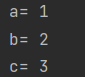 a= 1
b= 2
c= 3